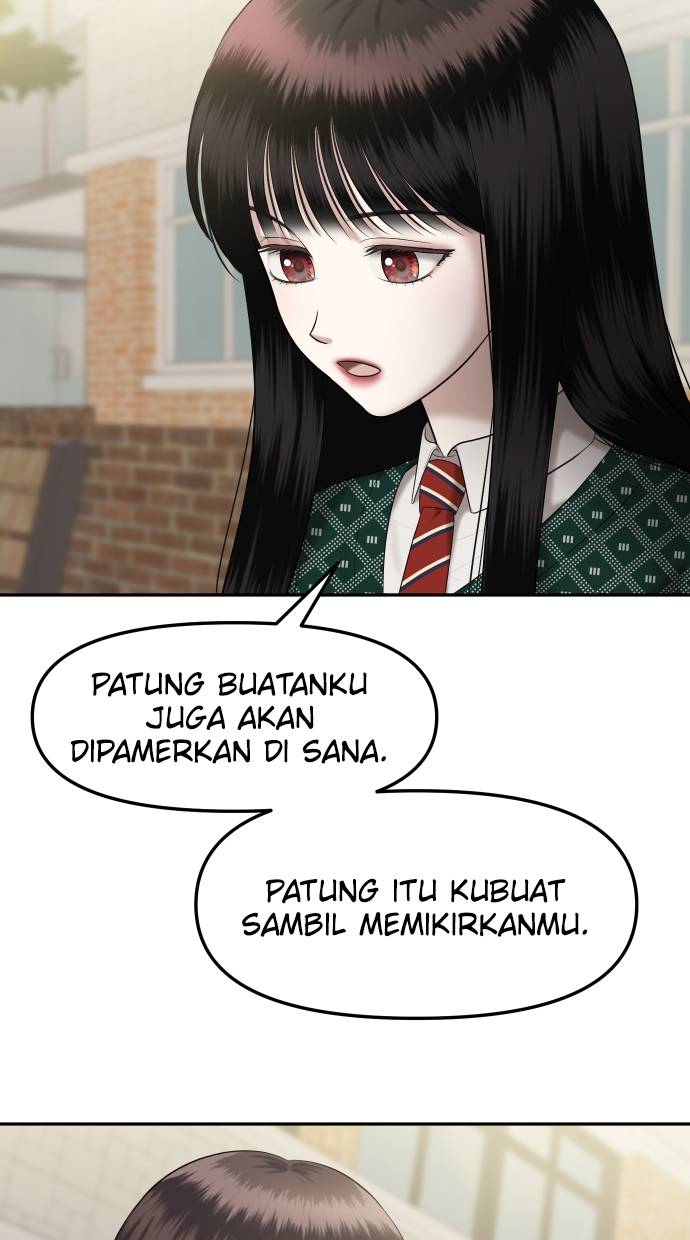 PATUNG BUATANKU
JUGA AKAN
DIPAMERKAN DI SANA.
PATUNG ITU KUBUAT
SAMBIL MEMIKIRKANMU.